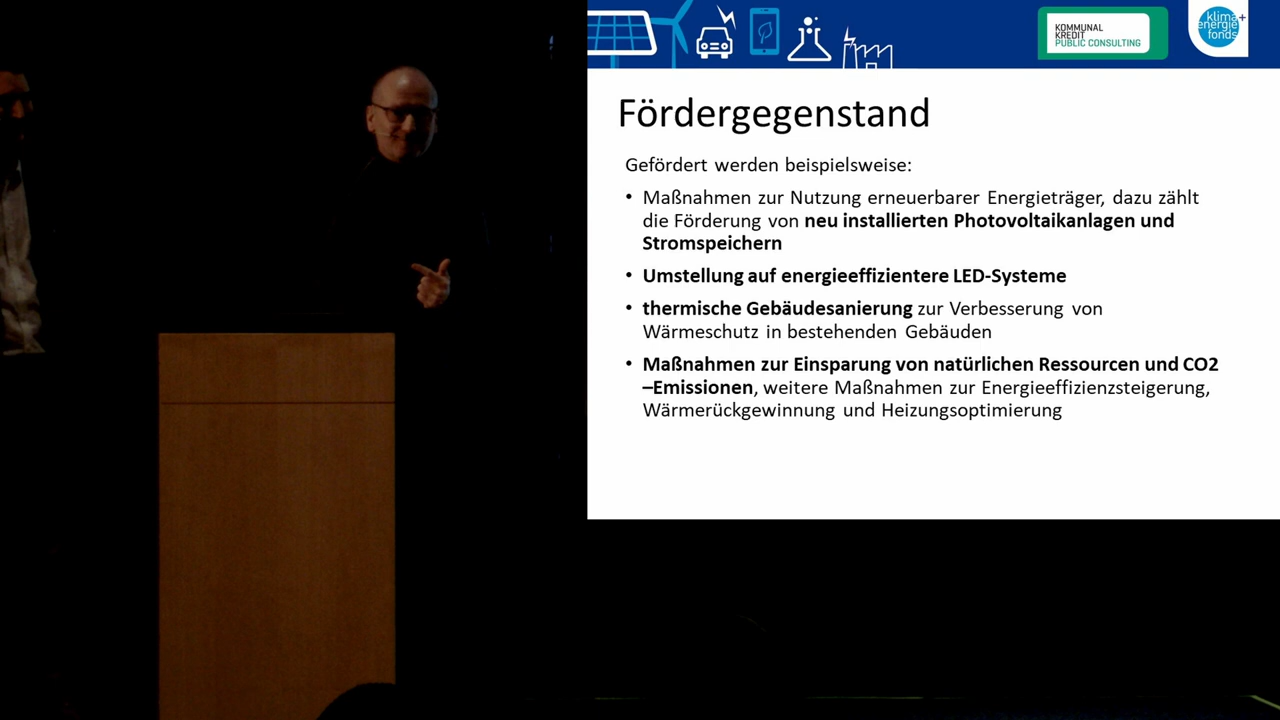 KOMMUNAL
KREDIT
PUBLIC CONSULTING
klima+
energie
fonds
Fördergegenstand
Gefördert werden beispielsweise:
• Maßnahmen zur Nutzung erneuerbarer Energieträger, dazu zählt
die Förderung von neu installierten Photovoltaikanlagen und
Stromspeichern
• Umstellung auf energieeffizientere LED-Systeme
• thermische Gebäudesanierung zur Verbesserung von
Wärmeschutz in bestehenden Gebäuden
• Maßnahmen zur Einsparung von natürlichen Ressourcen und CO2
–Emissionen, weitere Maßnahmen zur Energieeffizienzsteigerung,
Wärmerückgewinnung und Heizungsoptimierung